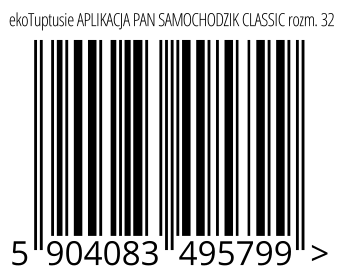 ekoTuptusie APLIKACJA PAN SAMOCHODZIK CLASSIC rozm. 32
5 904083 495799 >